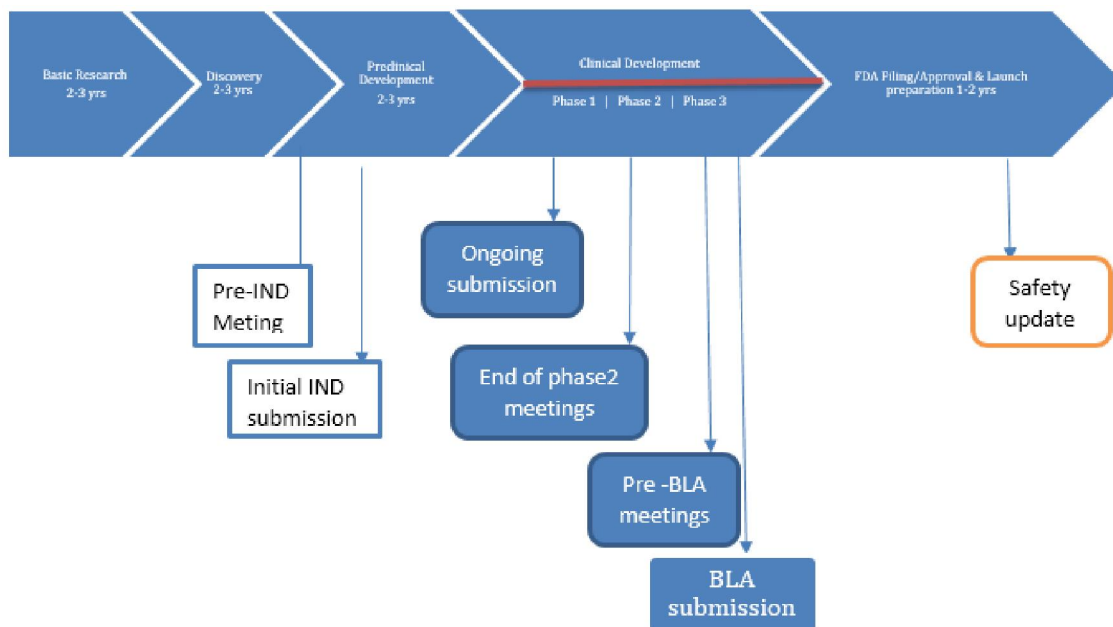 Basic Research
2-3 yrs
Discovery
2-3 yrs
Preclinical
Development
2-3 yrs
Clinical Development
Phase 1 | Phase 2 | Phase 3
FDA Filing/Approval & Launch
preparation 1-2 yrs
Pre-IND
Meting
Initial IND
submission
Ongoing
submission
End of phase2
meetings
Pre -BLA
meetings
BLA
submission
Safety
update